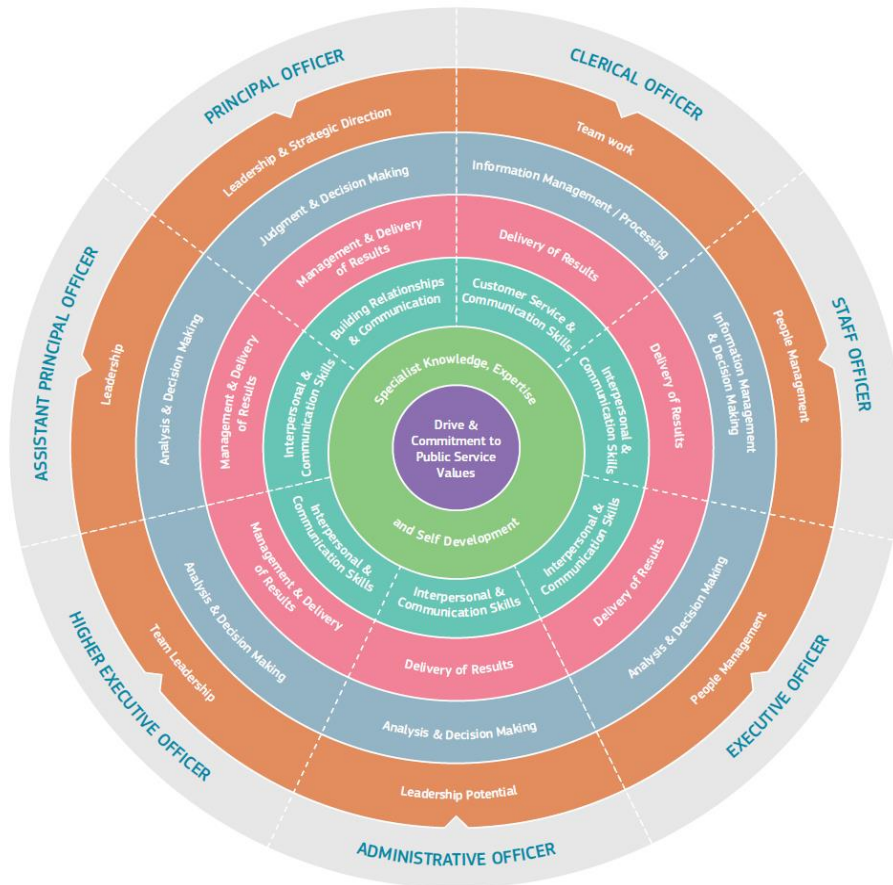 PRINCIPAL OFFICER
Leadership & Strategic Direction
Judgment & Decision Making
Management & Delivery
of Results
Building Relationships
& Communication
CLERICAL OFFICER
Team work
Information Management / Processing
Delivery of Results
Customer Service &
Communication Skills
STAFF OFFICER
People Management
Information Management
& Decision Making
Delivery of Results
Interpersonal &
Communication Skills
EXECUTIVE OFFICER
People Management
Analysis & Decision Making
Delivery of Results
Interpersonal &
Communication Skills
ADMINISTRATIVE OFFICER
Leadership Potential
Analysis & Decision Making
Delivery of Results
Interpersonal
& Communication Skills
HIGHER EXECUTIVE OFFICER
Team Leadership
Analysis & Decision Making
Management & Delivery
of Results
Interpersonal &
Communication Skills
ASSISTANT PRINCIPAL OFFICER
Leadership
Analysis & Decision Making
Management & Delivery
of Results
Interpersonal &
Communication Skills
Specialist Knowledge, Expertise
and Self Development
Drive &
Commitment to
Public Service
Values